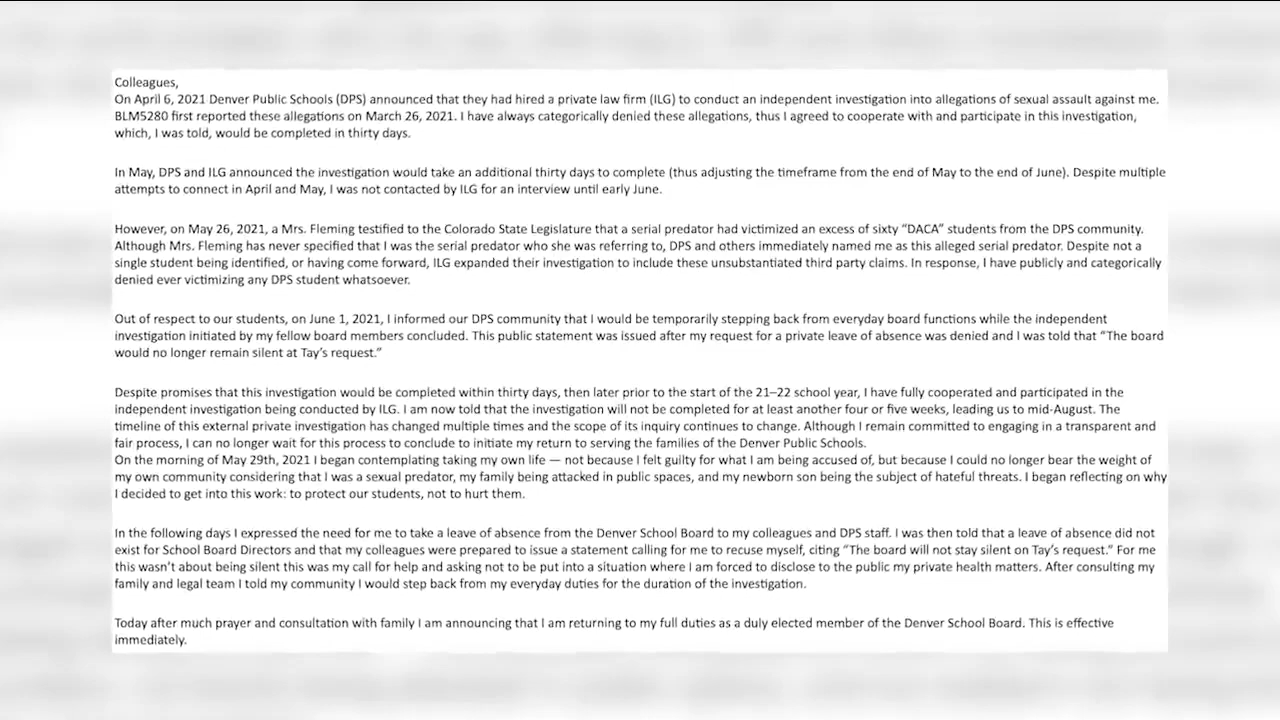 Colleagues,
On April 6, 2021 Denver Public Schools (DPS) announced that they had hired a private law firm (ILG) to conduct an independent investigation into allegations of sexual assault against me.
BLM5280 first reported these allegations on March 26, 2021. I have always categorically denied these allegations, thus I agreed to cooperate with and participate in this investigation,
which, I was told, would be completed in thirty days.
In May, DPS and ILG announced the investigation would take an additional thirty days to complete (thus adjusting the timeframe from the end of May to the end of June). Despite multiple
attempts to connect in April and May, I was not contacted by ILG for an interview until early June.
However, on May 26, 2021, a Mrs. Fleming testified to the Colorado State Legislature that a serial predator had victimized an excess of sixty “DACA” students from the DPS community.
Although Mrs. Fleming has never specified that I was the serial predator who she was referring to, DPS and others immediately named me as this alleged serial predator. Despite not a
single student being identified, or having come forward, ILG expanded their investigation to include these unsubstantiated third party claims. In response, I have publicly and categorically
denied ever victimizing any DPS student whatsoever.
Out of respect to our students, on June 1, 2021, I informed our DPS community that I would be temporarily stepping back from everyday board functions while the independent
investigation initiated by my fellow board members concluded. This public statement was issued after my request for a private leave of absence was denied and I was told that “The board
would no longer remain silent at Tay’s request.”
Despite promises that this investigation would be completed within thirty days, then later prior to the start of the 21–22 school year, I have fully cooperated and participated in the
independent investigation being conducted by ILG. I am now told that the investigation will not be completed for at least another four or five weeks, leading us to mid-August. The
timeline of this external private investigation has changed multiple times and the scope of its inquiry continues to change. Although I remain committed to engaging in a transparent and
fair process, I can no longer wait for this process to conclude to initiate my return to serving the families of the Denver Public Schools.
On the morning of May 29th, 2021 I began contemplating taking my own life — not because I felt guilty for what I am being accused of, but because I could no longer bear the weight of
my own community considering that I was a sexual predator, my family being attacked in public spaces, and my newborn son being the subject of hateful threats. I began reflecting on why
I decided to get into this work: to protect our students, not to hurt them.
In the following days I expressed the need for me to take a leave of absence from the Denver School Board to my colleagues and DPS staff. I was then told that a leave of absence did not
exist for School Board Directors and that my colleagues were prepared to issue a statement calling for me to recuse myself, citing “The board will not stay silent on Tay’s request.” For me
this wasn’t about being silent this was my call for help and asking not to be put into a situation where I am forced to disclose to the public my private health matters. After consulting my
family and legal team I told my community I would step back from my everyday duties for the duration of the investigation.
Today after much prayer and consultation with family I am announcing that I am returning to my full duties as a duly elected member of the Denver School Board. This is effective
immediately.